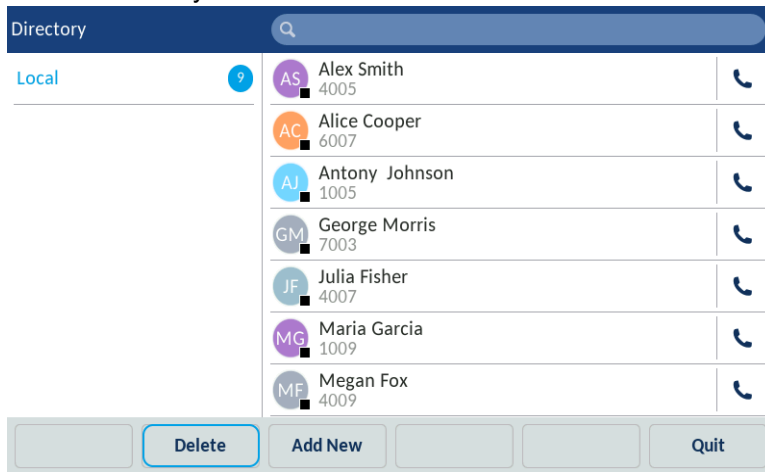 Directory
Local 9
AS Alex Smith
4005
AC Alice Cooper
6007
AJ Antony Johnson
1005
GM George Morris
7003
JF Julia Fisher
4007
MG Maria Garcia
1009
MF Megan Fox
4009
Delete Add New Quit